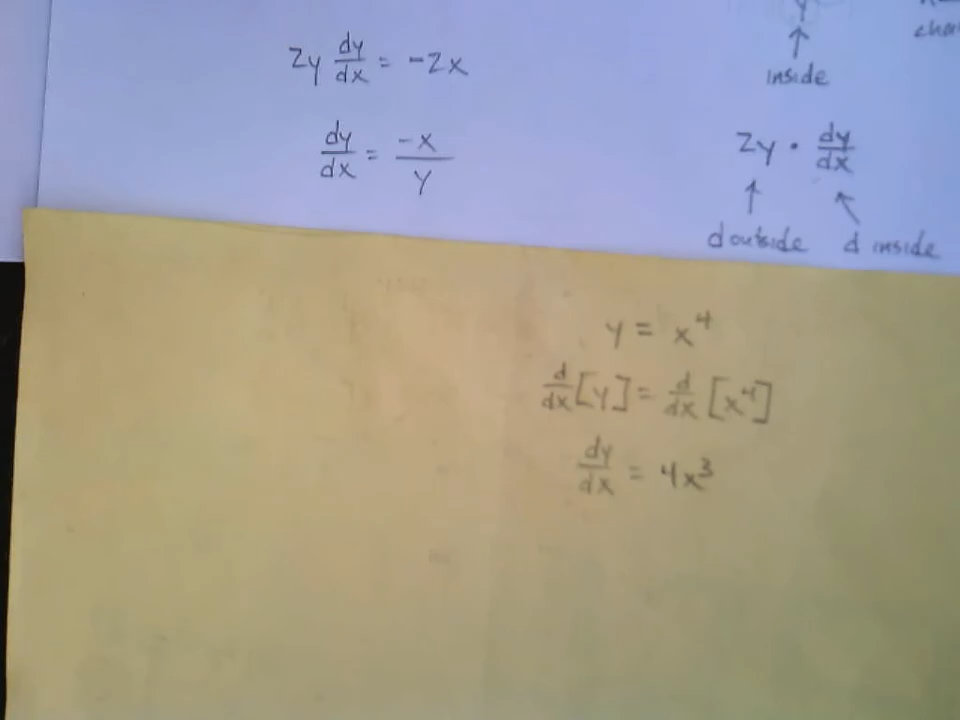 2y dy/dx = -2x
dy/dx = -x/y
y
↑
inside
2y · dy/dx
↑ ↖
d outside d inside
y = x⁴
d/dx [y] = d/dx [x⁴]
dy/dx = 4x³